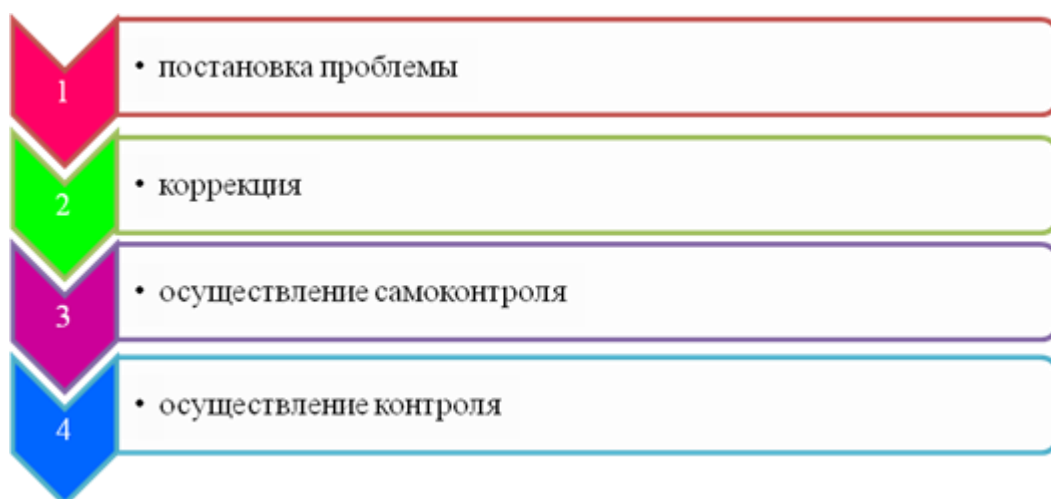 1
• постановка проблемы
2
• коррекция
3
• осуществление самоконтроля
4
• осуществление контроля